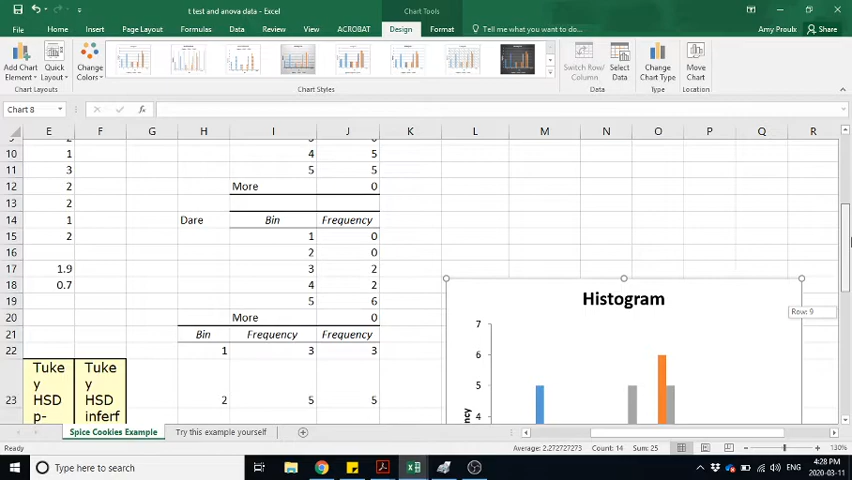 t test and anova data - Excel
Chart Tools
Amy Proulx
Share
File Home Insert Page Layout Formulas Data Review View ACROBAT Design Format Tell me what you want to do...
Add Chart Element
Quick Layout
Change Colors
Switch Row/ Column
Select Data
Change Chart Type
Move Chart
Chart Layouts
Chart Styles
Data
Type
Location
Chart 8
fx
E F G H I J K L M N O P Q R
10 1 4 5
11 3 5 5
12 2 More 0
13 2
14 1 Dare Bin Frequency
15 2 1 0
16 2 0
17 1.9 3 2
18 0.7 4 2
19 5 6
20 More 0
21 Bin Frequency Frequency
22 1 3 3
23 2 5 5
Tuke y HSD p-
Tuke y HSD inferf
Histogram
Row: 9
7
6
5
4
Spice Cookies Example
Try this example yourself
Ready
Average: 2.272727273 Count: 14 Sum: 25
130%
Type here to search
ENG
4:28 PM
2020-03-11